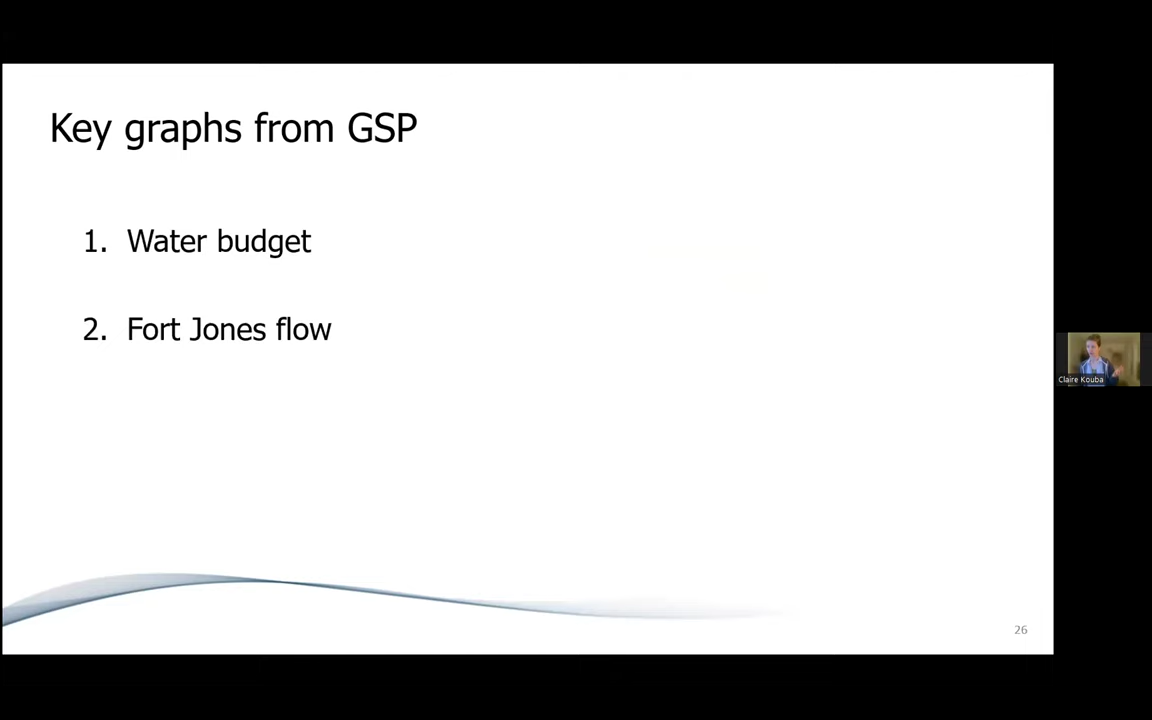 Key graphs from GSP
1. Water budget
2. Fort Jones flow
Claire Kouba
26